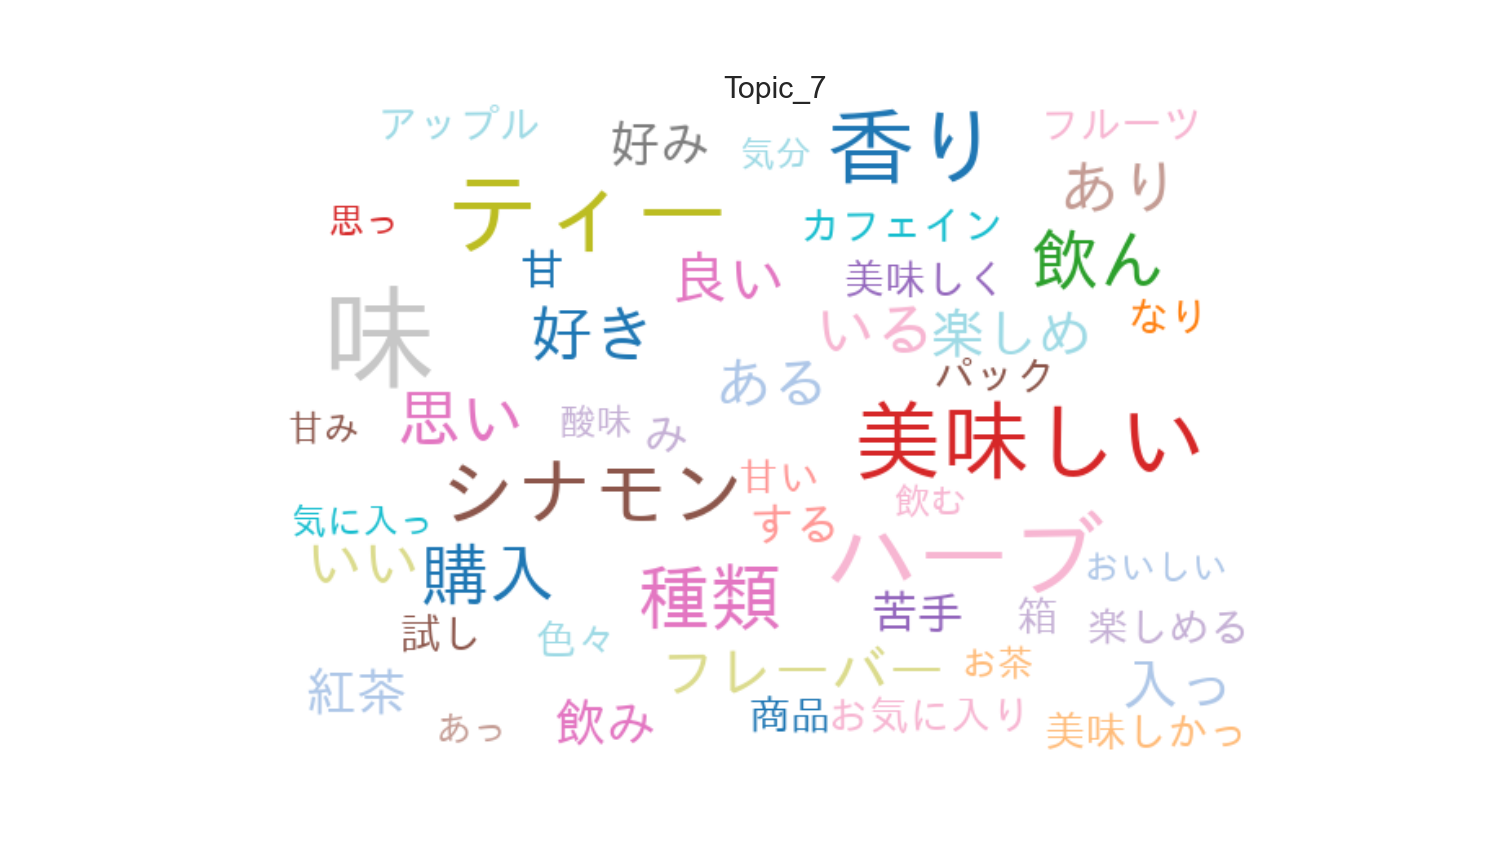 Topic_7
アップル
好み
気分
香り
フルーツ
あり
思っ
ティー
カフェイン
飲ん
甘
良い
美味しく
味
好き
いる
楽しめ
なり
ある
パック
甘み
思い
酸味
み
美味しい
シナモン
甘い
飲む
気に入っ
する
いい
購入
種類
ハーブ
おいしい
苦手
箱
楽しめる
試し
色々
フレーバー
お茶
紅茶
入っ
あっ
飲み
商品
お気に入り
美味しかっ